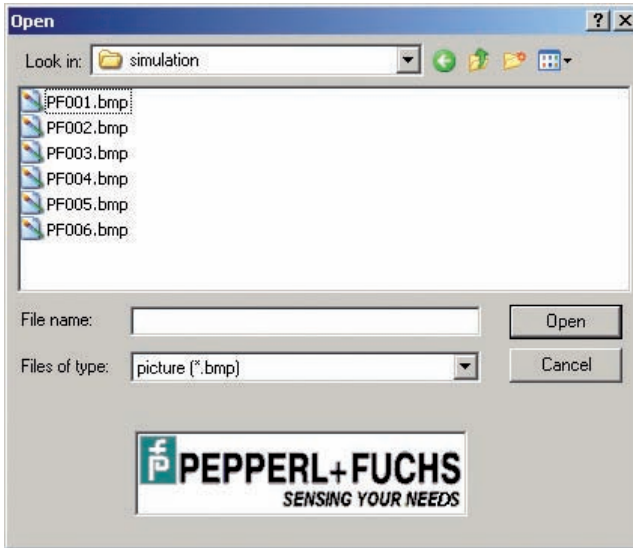 Open
Look in: simulation
PF001.bmp
PF002.bmp
PF003.bmp
PF004.bmp
PF005.bmp
PF006.bmp
File name: Open
Files of type: picture (*.bmp) Cancel
PEPPERL+FUCHS
SENSING YOUR NEEDS